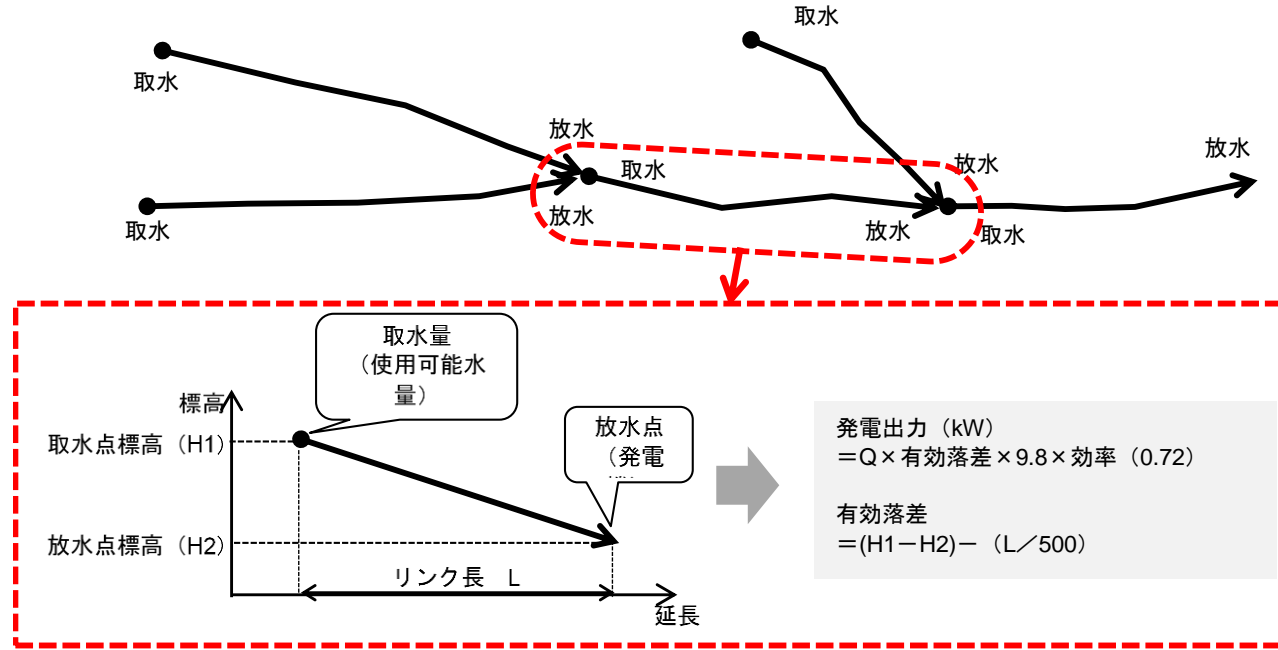 取水
取水
放水
取水
放水
放水
取水
放水
放水
取水
取水
取水量
（使用可能水
量）
標高
取水点標高（H1）
放水点
（発電
放水点標高（H2）
リンク長　L
延長
発電出力（kW）
＝Q×有効落差×9.8×効率（0.72）
有効落差
＝(H1－H2)－（L／500）